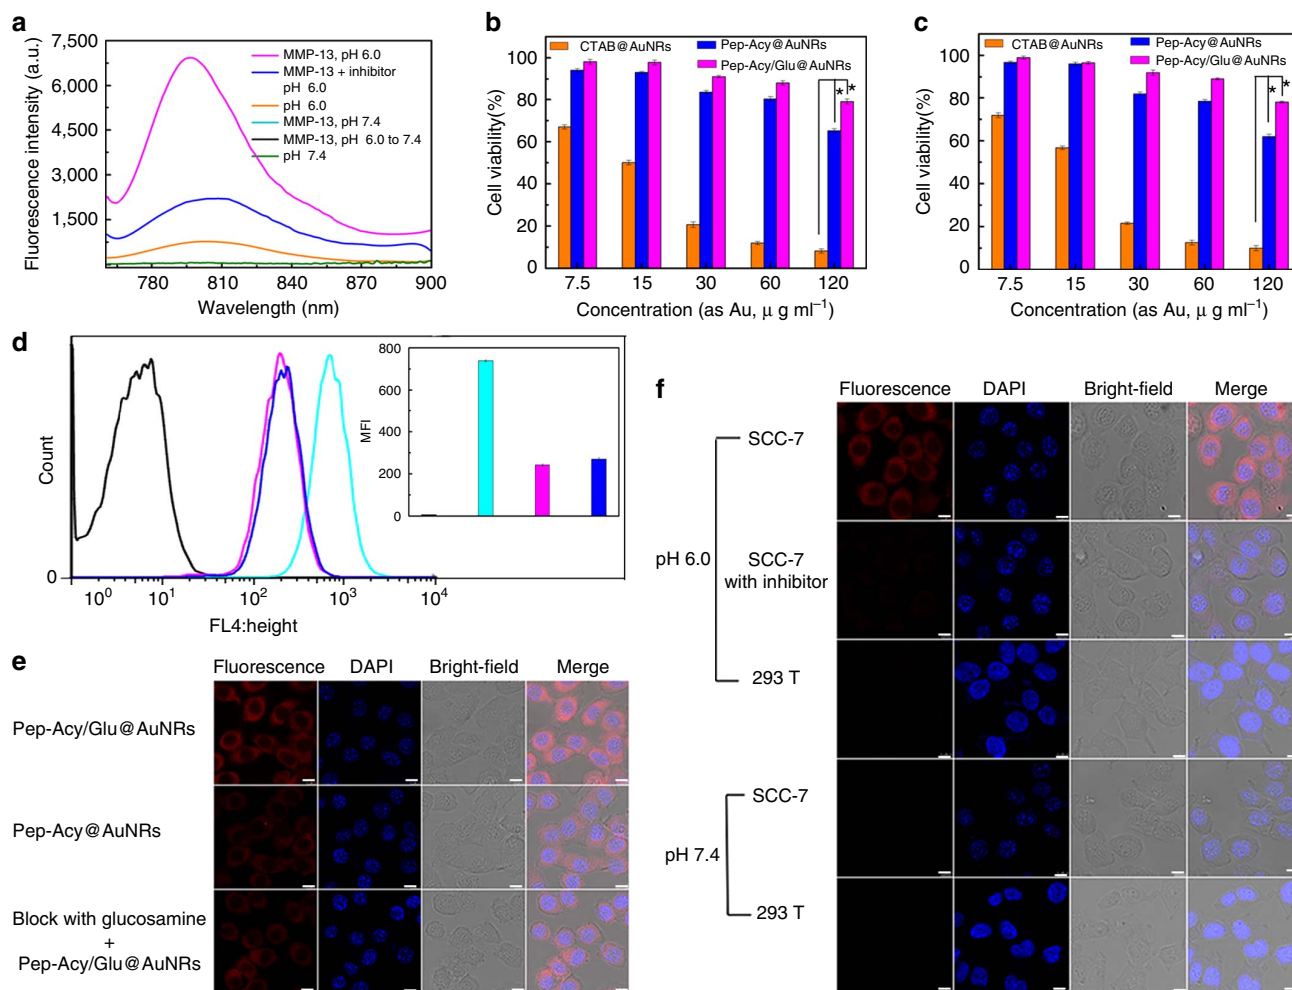 a
7,500
6,000
4,500
3,000
1,500
Fluorescence intensity (a.u.)
MMP-13, pH 6.0
MMP-13 + inhibitor
pH 6.0
pH 6.0
MMP-13, pH 7.4
MMP-13, pH 6.0 to 7.4
pH 7.4
780 810 840 870 900
Wavelength (nm)
b
CTAB@AuNRs
Pep-Acy@AuNRs
Pep-Acy/Glu@AuNRs
100
80
60
40
20
0
Cell viability(%)
* *
7.5 15 30 60 120
Concentration (as Au, μ g ml−1)
c
CTAB@AuNRs
Pep-Acy@AuNRs
Pep-Acy/Glu@AuNRs
100
80
60
40
20
0
Cell viability(%)
* *
7.5 15 30 60 120
Concentration (as Au, μ g ml−1)
d
Count
0
10^0 10^1 10^2 10^3 10^4
FL4:height
800
600
400
200
0
MFI
e
Fluorescence DAPI Bright-field Merge
Pep-Acy/Glu@AuNRs
Pep-Acy@AuNRs
Block with glucosamine
+
Pep-Acy/Glu@AuNRs
f
Fluorescence DAPI Bright-field Merge
pH 6.0
SCC-7
SCC-7
with inhibitor
293 T
pH 7.4
SCC-7
293 T